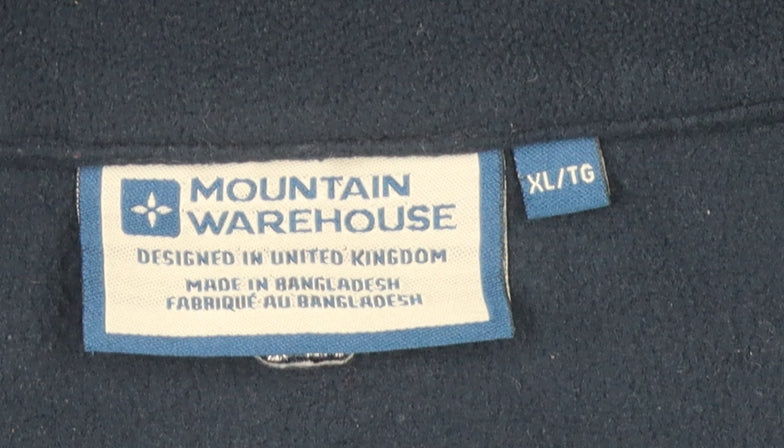 MOUNTAIN
WAREHOUSE
DESIGNED IN UNITED KINGDOM
MADE IN BANGLADESH
FABRIQUÉ AU BANGLADESH
XL/TG